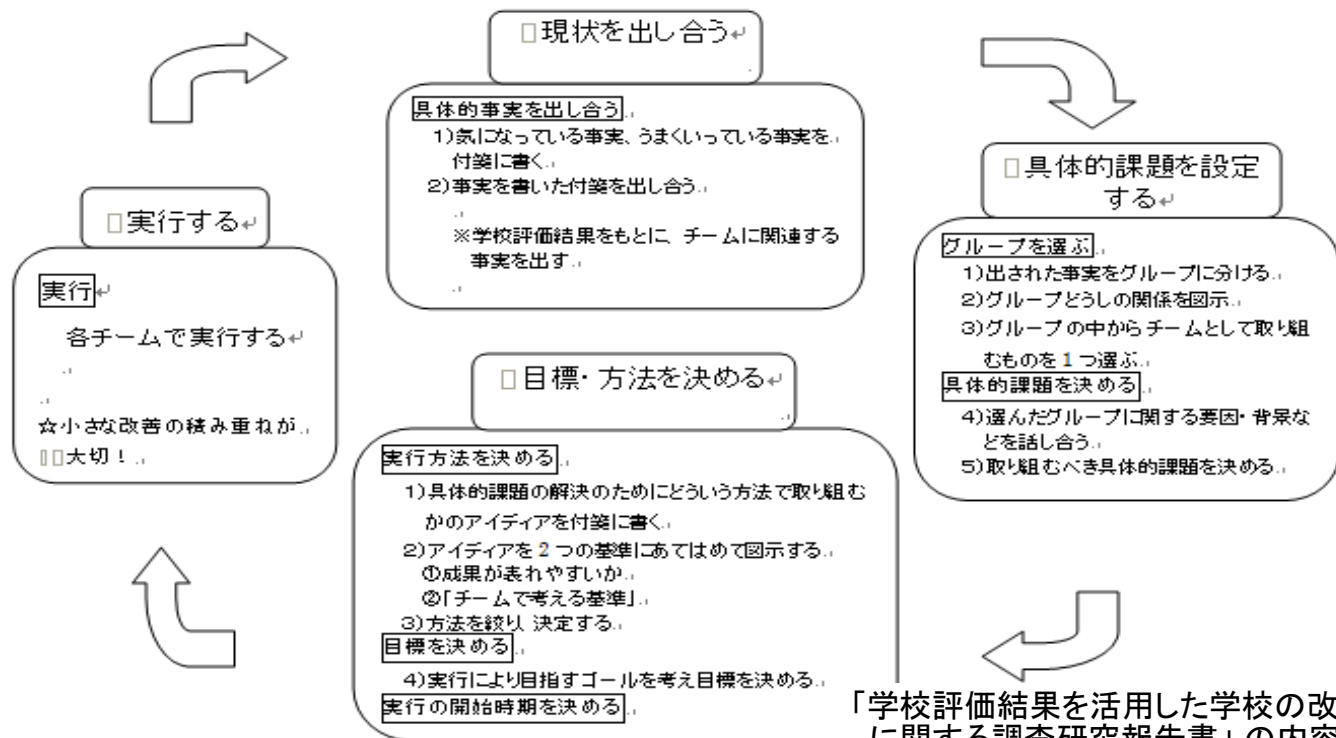 □現状を出し合う↵
具体的事実を出し合う
1)気になっている事実、うまくいっている事実を
付箋に書く
2)事実を書いた付箋を出し合う
※学校評価結果をもとに、チームに関連する
事実を出す
□具体的課題を設定
する↵
グループを選ぶ
1)出された事実をグループに分ける
2)グループどうしの関係を図示
3)グループの中からチームとして取り組
むものを1つ選ぶ
具体的課題を決める
4)選んだグループに関する要因・背景な
どを話し合う
5)取り組むべき具体的課題を決める
□目標・方法を決める↵
実行方法を決める
1)具体的課題の解決のためにどういう方法で取り組む
かのアイディアを付箋に書く
2)アイディアを2つの基準にあてはめて図示する
①成果が表れやすいか
②「チームで考える基準」
3)方法を絞り、決定する
目標を決める
4)実行により目指すゴールを考え目標を決める
実行の開始時期を決める
□実行する↵
実行↵
各チームで実行する↵
☆小さな改善の積み重ねが
□□大切!
「学校評価結果を活用した学校の改
に関する調査研究報告書」の内容